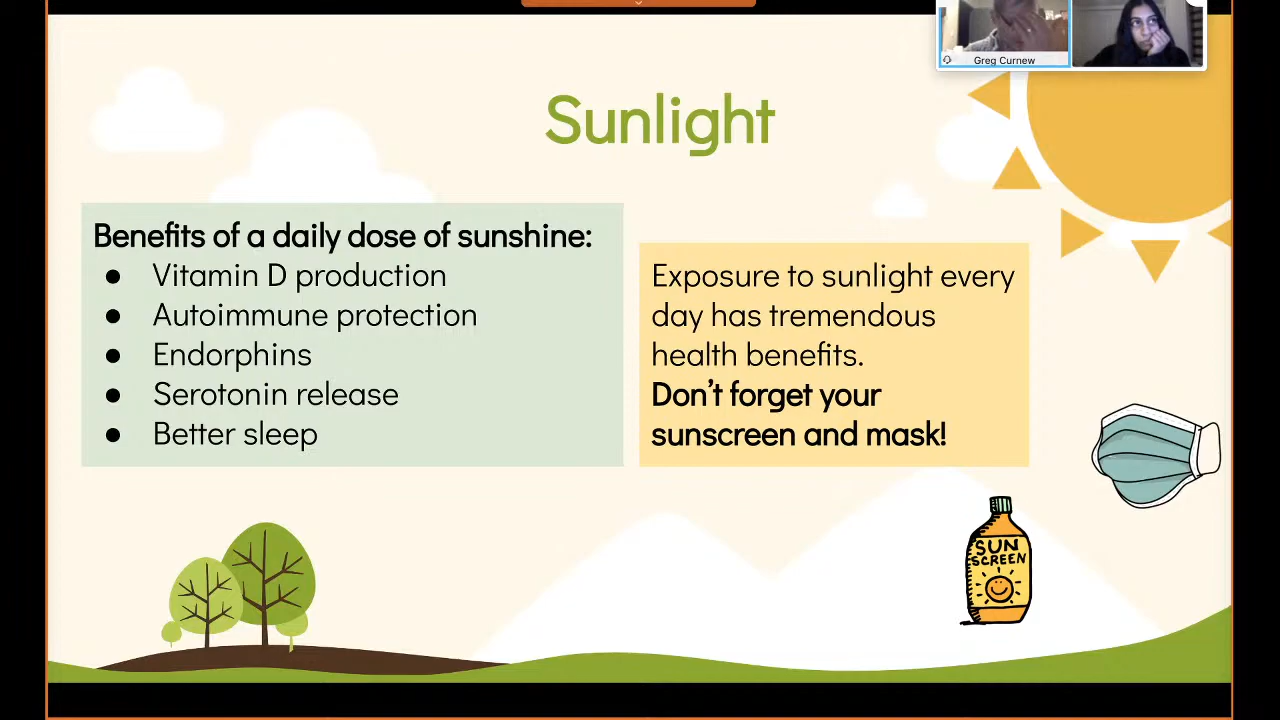 Greg Curnew
Sunlight
Benefits of a daily dose of sunshine:
● Vitamin D production
● Autoimmune protection
● Endorphins
● Serotonin release
● Better sleep
Exposure to sunlight every
day has tremendous
health benefits.
Don't forget your
sunscreen and mask!
SUN
SCREEN